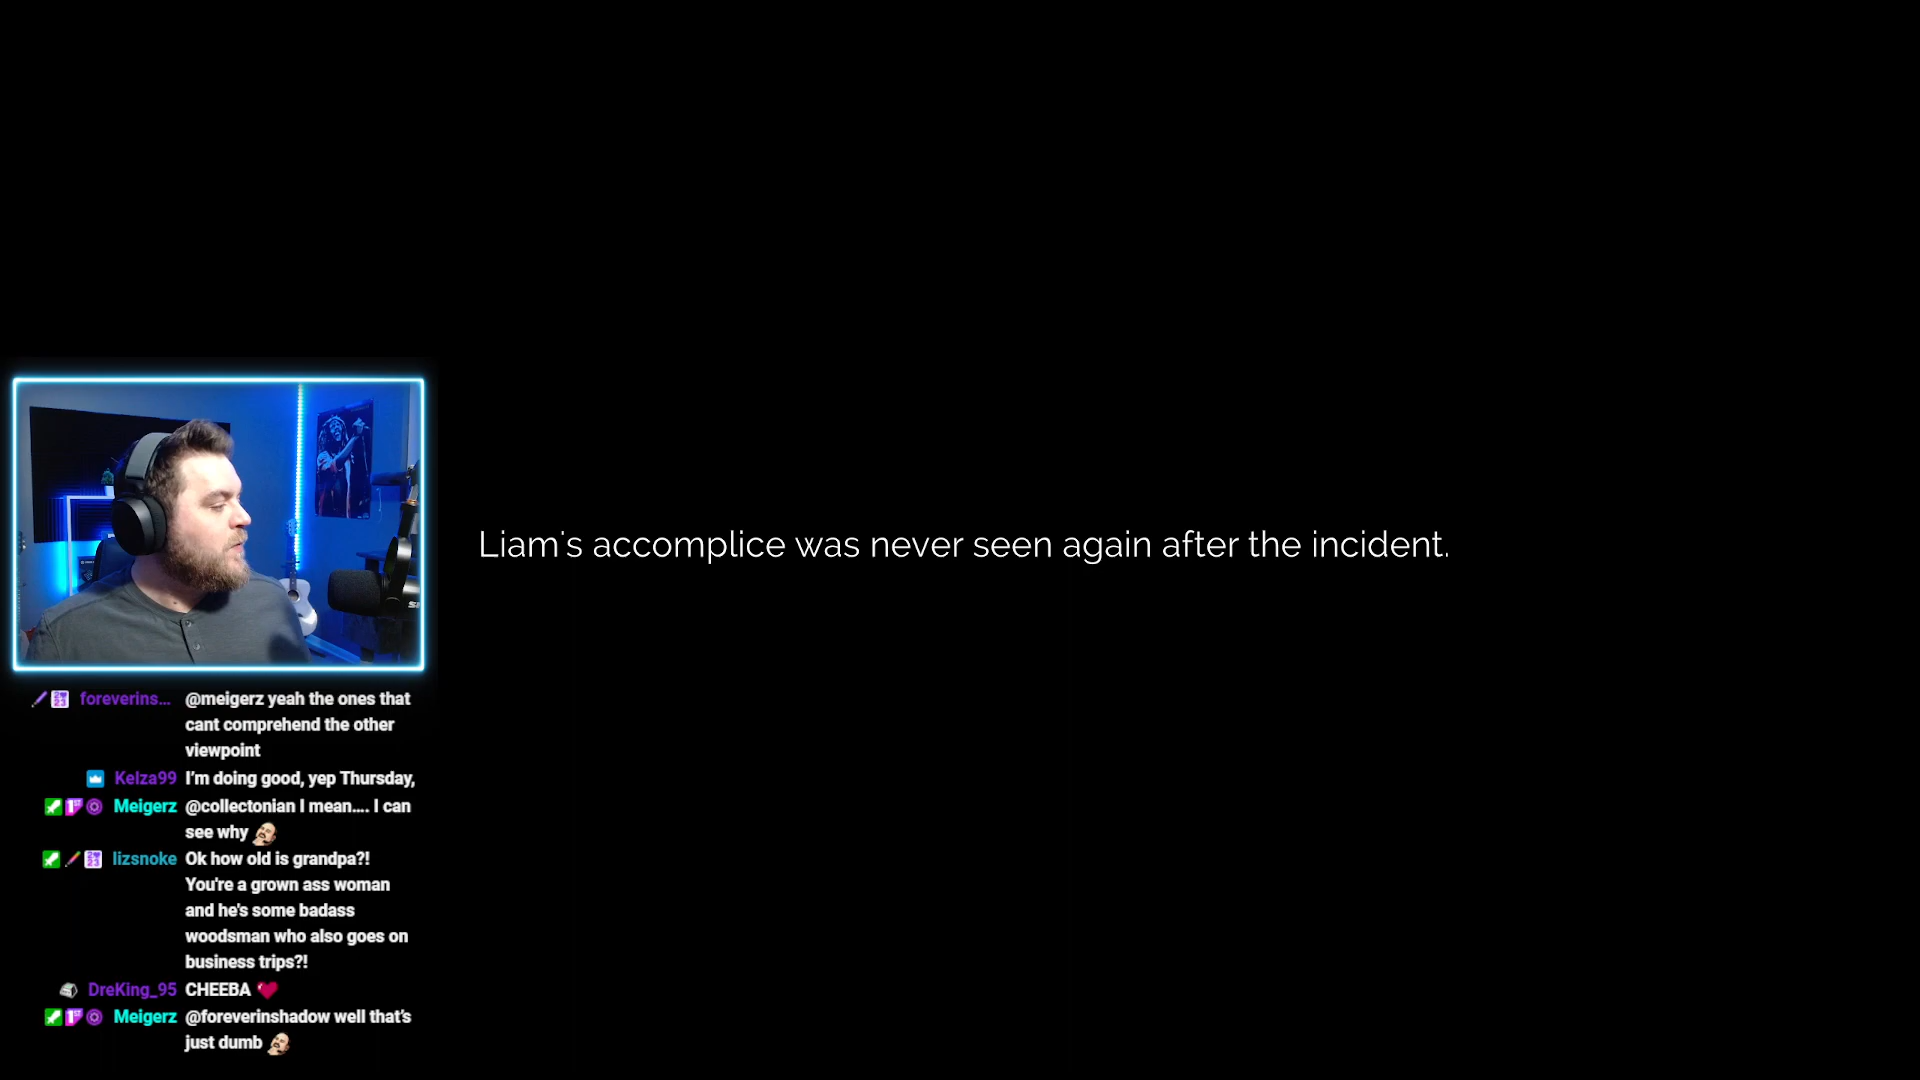 Liam's accomplice was never seen again after the incident.
foreverins... @meigerz yeah the ones that
cant comprehend the other
viewpoint
Kelza99 I'm doing good, yep Thursday,
Meigerz @collectonian I mean.... I can
see why
lizsnoke Ok how old is grandpa?!
You're a grown ass woman
and he's some badass
woodsman who also goes on
business trips?!
DreKing_95 CHEEBA
Meigerz @foreverinshadow well that's
just dumb